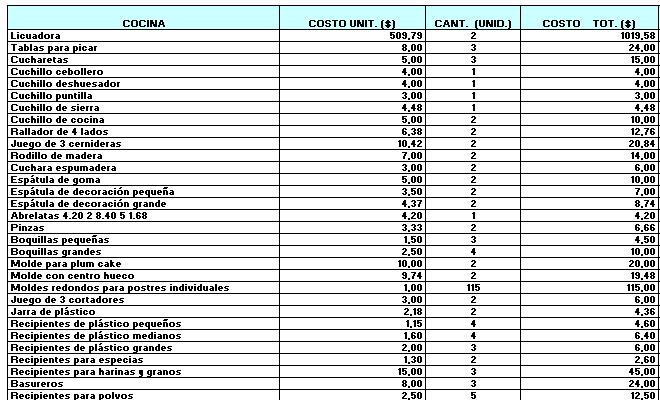 COCINA COSTO UNIT. ($) CANT. (UNID.) COSTO TOT. ($)
Licuadora 509,79 2 1019,58
Tablas para picar 8,00 3 24,00
Cucharetas 5,00 3 15,00
Cuchillo cebollero 4,00 1 4,00
Cuchillo deshuesador 4,00 1 4,00
Cuchillo puntilla 3,00 1 3,00
Cuchillo de sierra 4,48 1 4,48
Cuchillo de cocina 5,00 2 10,00
Rallador de 4 lados 6,38 2 12,76
Juego de 3 cernideras 10,42 2 20,84
Rodillo de madera 7,00 2 14,00
Cuchara espumadera 3,00 2 6,00
Espátula de goma 5,00 2 10,00
Espátula de decoración pequeña 3,50 2 7,00
Espátula de decoración grande 4,37 2 8,74
Abrelatas 4.20 2 8.40 5 1.68 4,20 1 4,20
Pinzas 3,33 2 6,66
Boquillas pequeñas 1,50 3 4,50
Boquillas grandes 2,50 4 10,00
Molde para plum cake 10,00 2 20,00
Molde con centro hueco 9,74 2 19,48
Moldes redondos para postres individuales 1,00 115 115,00
Juego de 3 cortadores 3,00 2 6,00
Jarra de plástico 2,18 2 4,36
Recipientes de plástico pequeños 1,15 4 4,60
Recipientes de plástico medianos 1,60 4 6,40
Recipientes de plástico grandes 2,00 3 6,00
Recipientes para especias 1,30 2 2,60
Recipientes para harinas y granos 15,00 3 45,00
Basureros 8,00 3 24,00
Recipientes para polvos 2,50 5 12,50